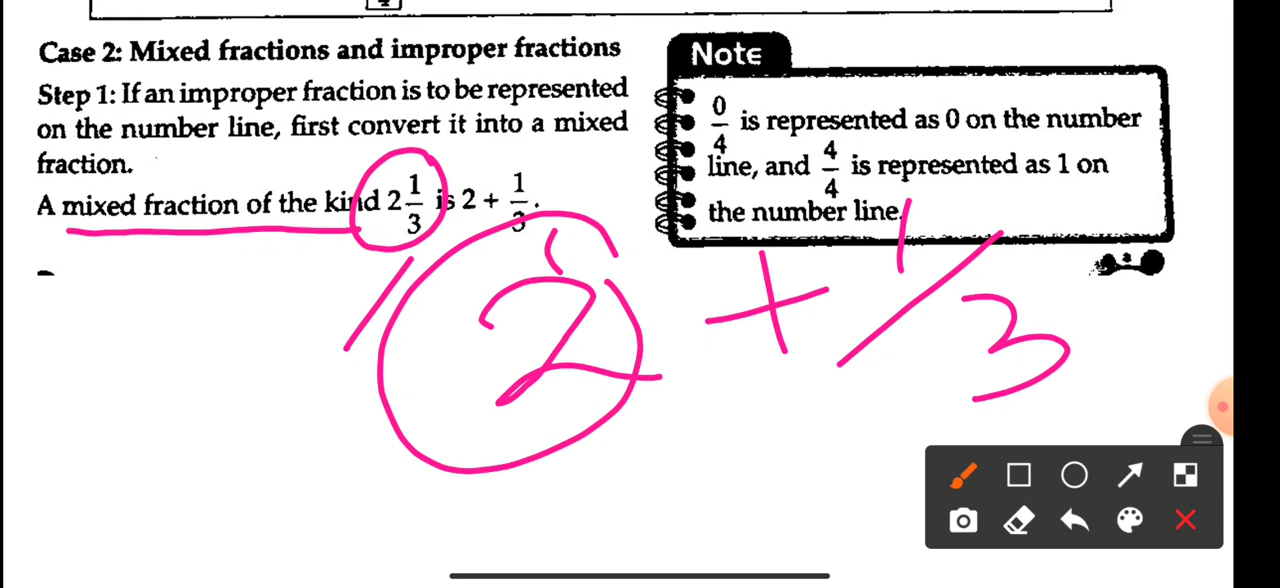 Case 2: Mixed fractions and improper fractions
Step 1: If an improper fraction is to be represented
on the number line, first convert it into a mixed
fraction.
A mixed fraction of the kind 2 1/3 is 2 + 1/3.
Note
0/4 is represented as 0 on the number
line, and 4/4 is represented as 1 on
the number line.
2 + 1/3